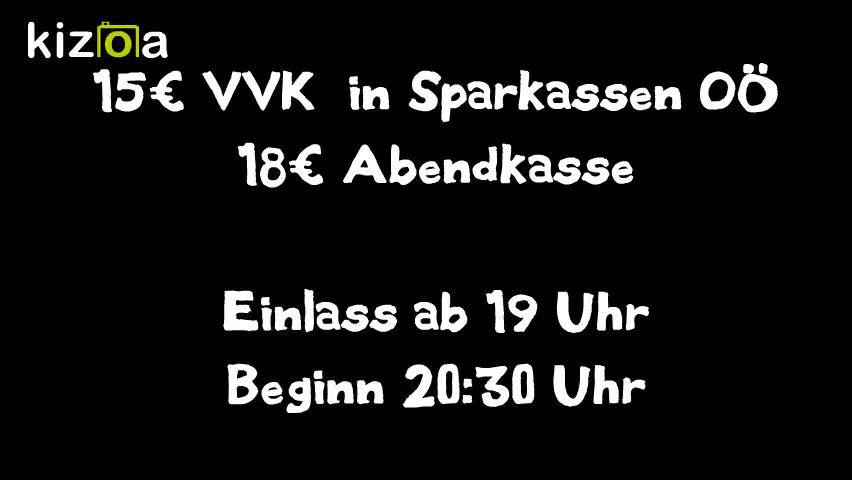 kizoa
15€ VVK in Sparkassen OÖ
18€ Abendkasse
Einlass ab 19 Uhr
Beginn 20:30 Uhr